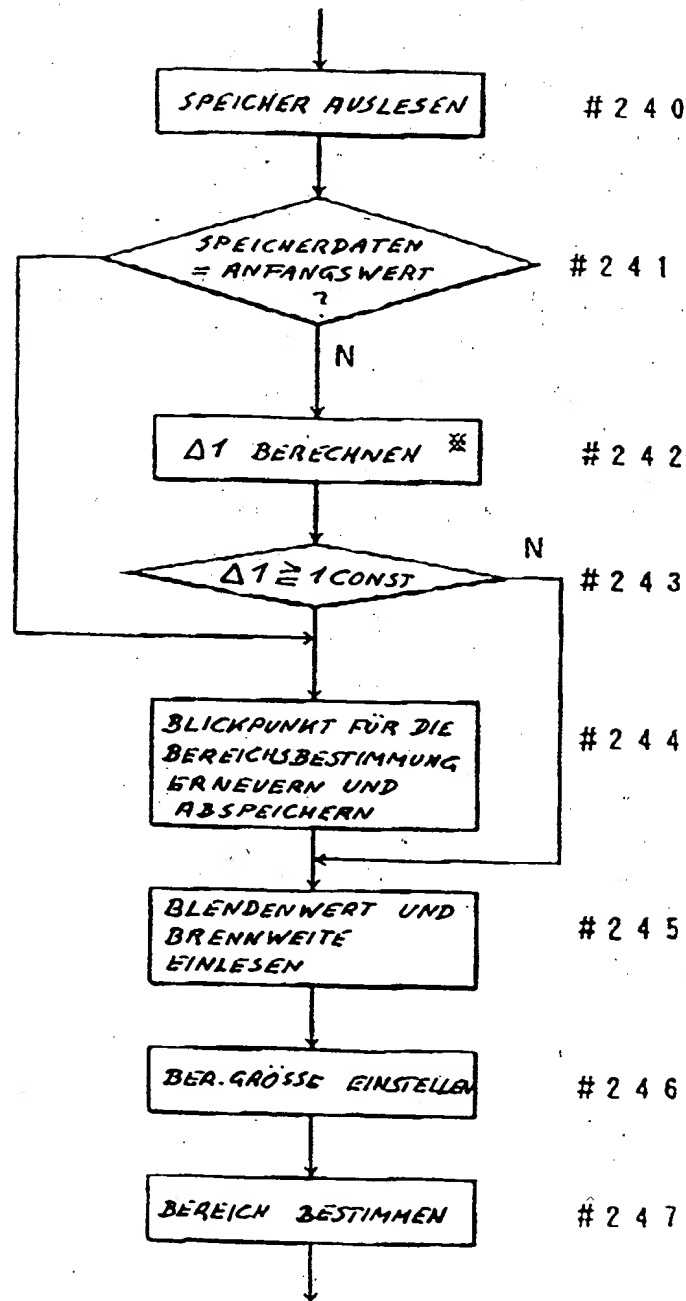 SPEICHER AUSLESEN #240
SPEICHERDATEN
= ANFANGSWERT
? #241
N
Δ1 BERECHNEN ※ #242
N
Δ1 ≧ 1CONST #243
BLICKPUNKT FÜR DIE
BEREICHSBESTIMMUNG
ERNEUERN UND
ABSPEICHERN #244
BLENDENWERT UND
BRENNWEITE
EINLESEN #245
BER.GRÖSSE EINSTELLEN #246
BEREICH BESTIMMEN #247